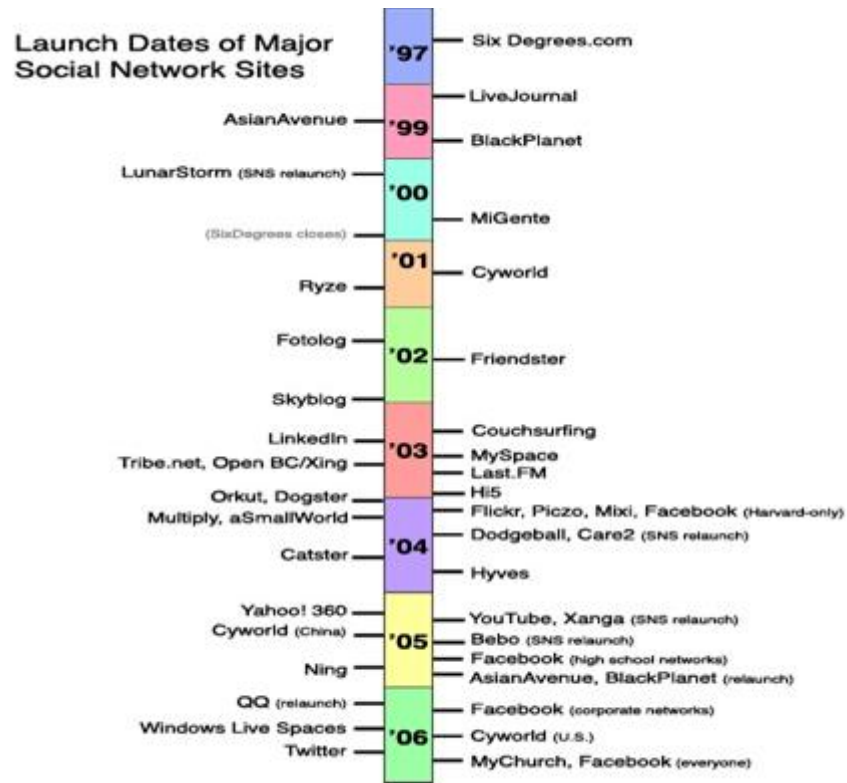 Launch Dates of Major
Social Network Sites
'97
Six Degrees.com
'99
LiveJournal
AsianAvenue
BlackPlanet
'00
LunarStorm (SNS relaunch)
MiGente
(SixDegrees closes)
'01
Cyworld
Ryze
'02
Fotolog
Friendster
Skyblog
'03
Couchsurfing
LinkedIn
MySpace
Tribe.net, Open BC/Xing
Last.FM
Hi5
Orkut, Dogster
'04
Flickr, Piczo, Mixi, Facebook (Harvard-only)
Multiply, aSmallWorld
Dodgeball, Care2 (SNS relaunch)
Catster
Hyves
'05
Yahoo! 360
YouTube, Xanga (SNS relaunch)
Cyworld (China)
Bebo (SNS relaunch)
Facebook (high school networks)
Ning
AsianAvenue, BlackPlanet (relaunch)
'06
QQ (relaunch)
Facebook (corporate networks)
Windows Live Spaces
Cyworld (U.S.)
Twitter
MyChurch, Facebook (everyone)